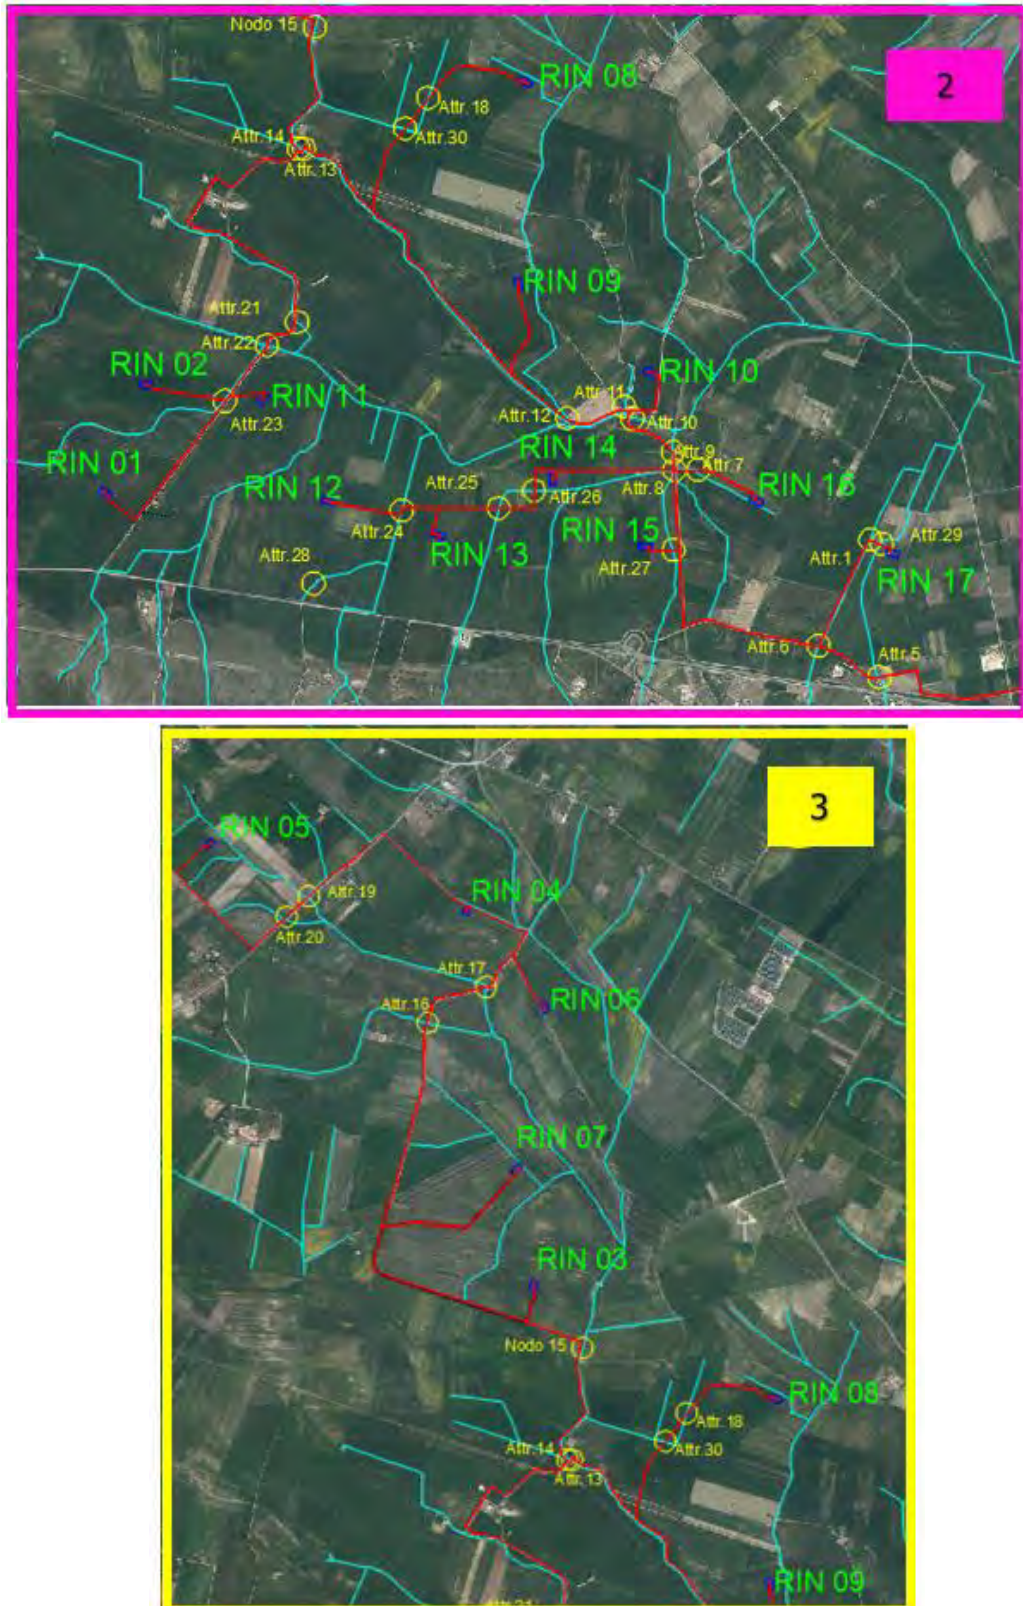 Nodo 15
2
RIN 08
Attr.18
Attr.14
Attr.30
Attr.13
RIN 09
Attr.21
Attr.22
RIN 02
RIN 10
Attr.11
RIN 11
Attr.12
Attr.10
Attr.23
RIN 14
Attr.9
Attr.7
RIN 01
RIN 12
Attr.25
Attr.26
Attr.8
RIN 16
Attr.24
RIN 13
RIN 15
Attr.29
Attr.1
Attr.28
Attr.27
RIN 17
Attr.6
Attr.5
3
RIN 05
RIN 04
Attr.19
Attr.20
Attr.17
RIN 06
Attr.16
RIN 07
RIN 03
Nodo 15
RIN 08
Attr.18
Attr.14
Attr.30
Attr.13
RIN 09
Attr.21